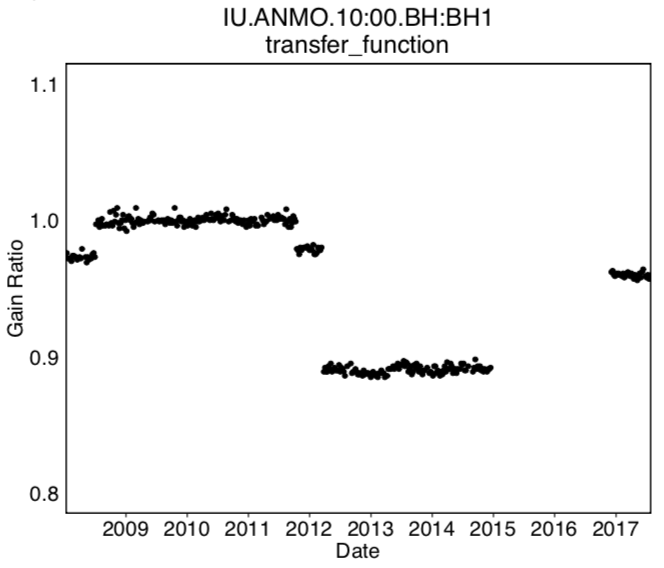 IU.ANMO.10:00.BH:BH1
transfer_function
1.1
1.0
0.9
0.8
Gain Ratio
2009 2010 2011 2012 2013 2014 2015 2016 2017
Date